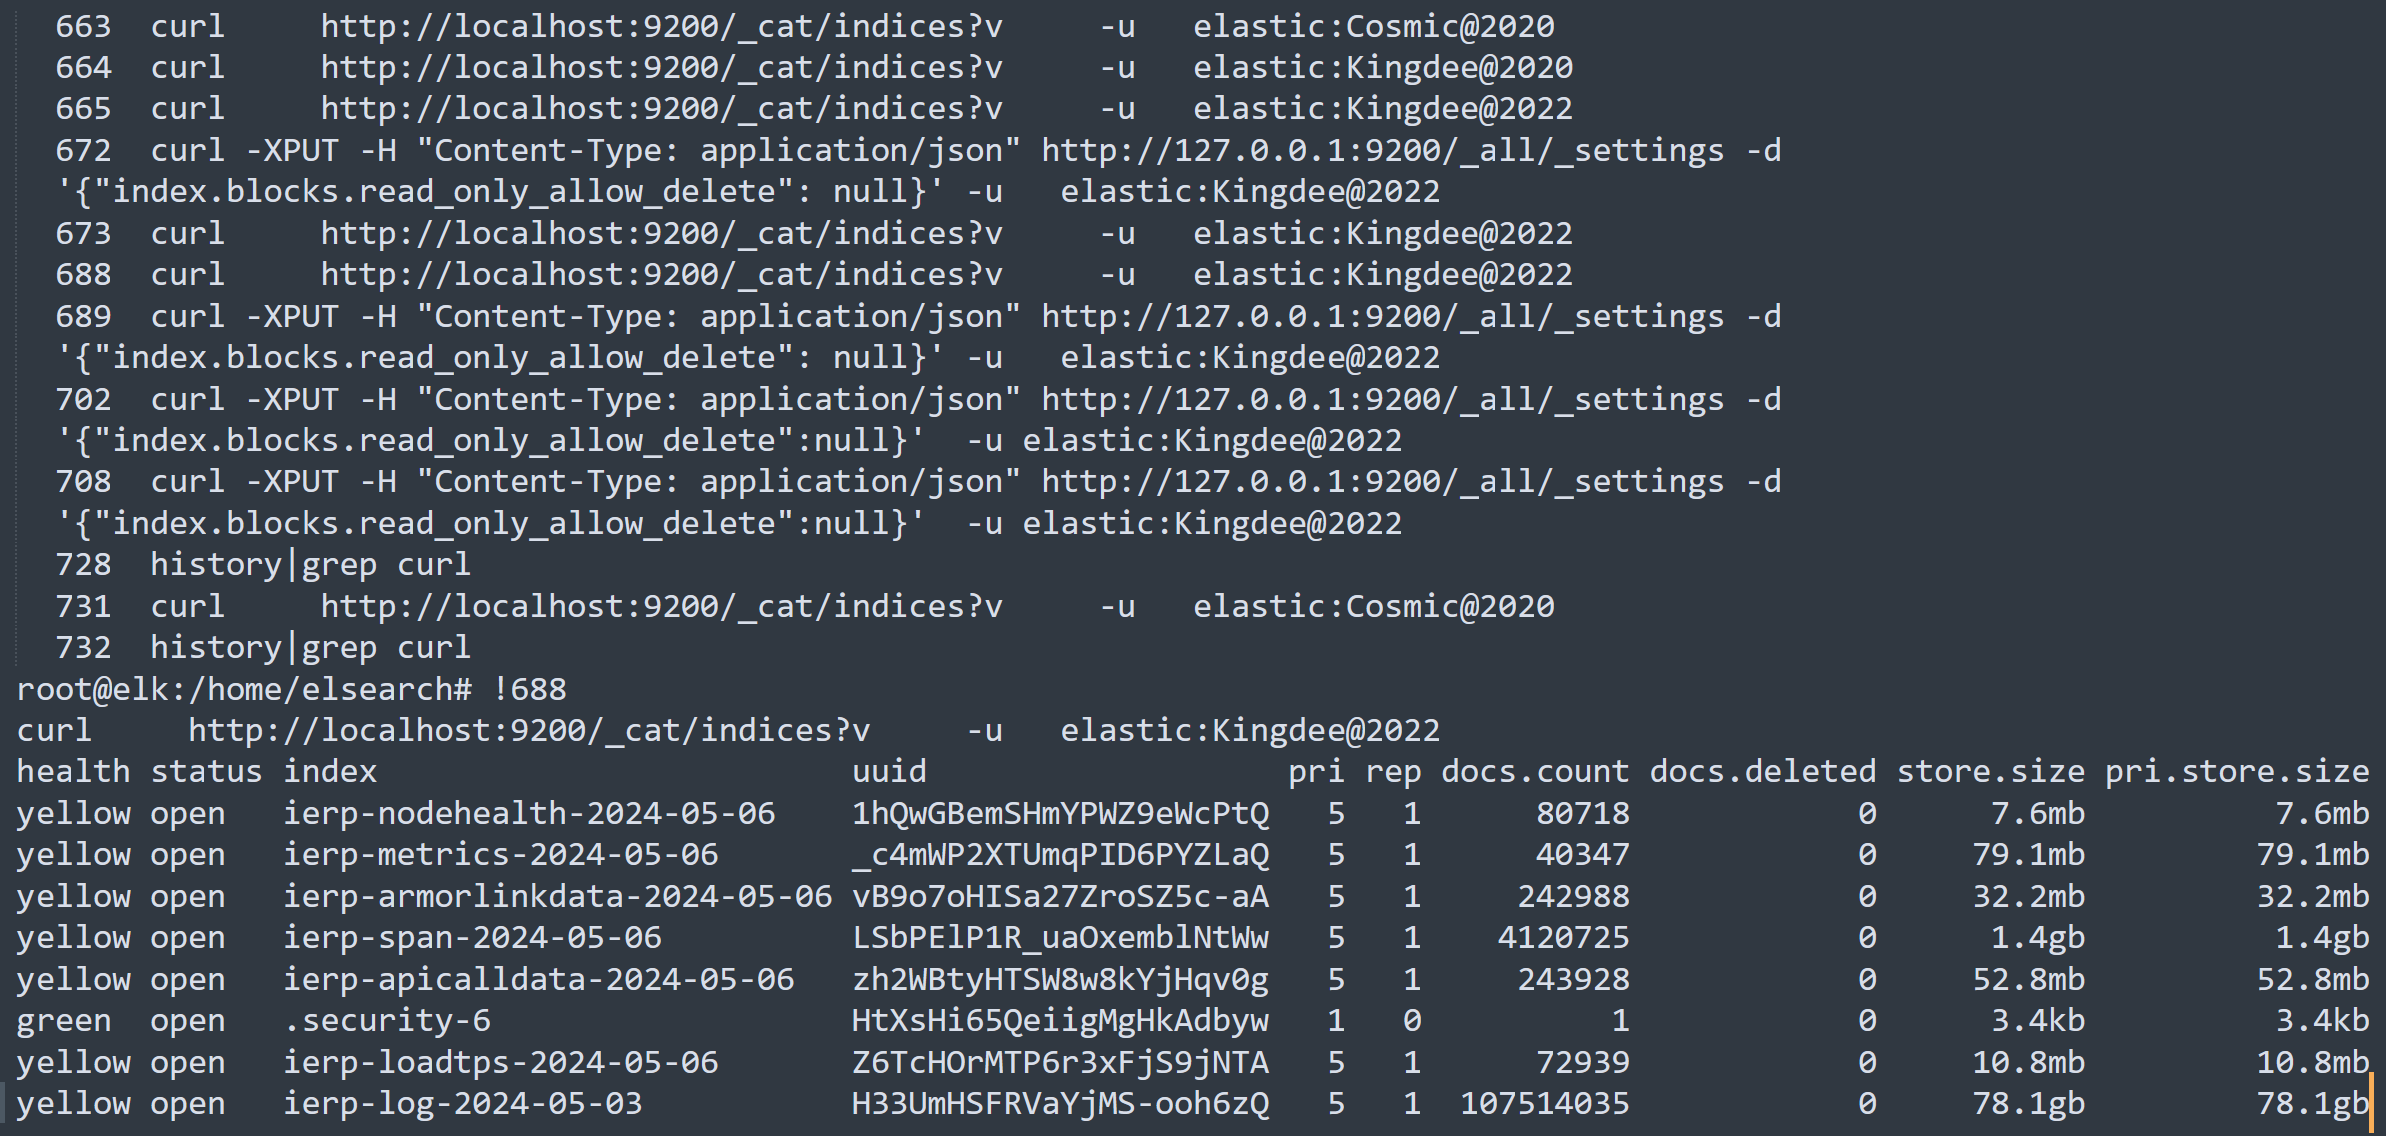 663  curl     http://localhost:9200/_cat/indices?v     -u   elastic:Cosmic@2020
664  curl     http://localhost:9200/_cat/indices?v     -u   elastic:Kingdee@2020
665  curl     http://localhost:9200/_cat/indices?v     -u   elastic:Kingdee@2022
672  curl -XPUT -H "Content-Type: application/json" http://127.0.0.1:9200/_all/_settings -d
'{"index.blocks.read_only_allow_delete": null}' -u   elastic:Kingdee@2022
673  curl     http://localhost:9200/_cat/indices?v     -u   elastic:Kingdee@2022
688  curl     http://localhost:9200/_cat/indices?v     -u   elastic:Kingdee@2022
689  curl -XPUT -H "Content-Type: application/json" http://127.0.0.1:9200/_all/_settings -d
'{"index.blocks.read_only_allow_delete": null}' -u   elastic:Kingdee@2022
702  curl -XPUT -H "Content-Type: application/json" http://127.0.0.1:9200/_all/_settings -d
'{"index.blocks.read_only_allow_delete":null}'  -u elastic:Kingdee@2022
708  curl -XPUT -H "Content-Type: application/json" http://127.0.0.1:9200/_all/_settings -d
'{"index.blocks.read_only_allow_delete":null}'  -u elastic:Kingdee@2022
728  history|grep curl
731  curl     http://localhost:9200/_cat/indices?v     -u   elastic:Cosmic@2020
732  history|grep curl
root@elk:/home/elsearch# !688
curl     http://localhost:9200/_cat/indices?v     -u   elastic:Kingdee@2022
health status index                         uuid                   pri rep docs.count docs.deleted store.size pri.store.size
yellow open   ierp-nodehealth-2024-05-06    1hQwGBemSHmYPWZ9eWcPtQ   5   1      80718            0      7.6mb          7.6mb
yellow open   ierp-metrics-2024-05-06       _c4mWP2XTUmqPID6PYZLaQ   5   1      40347            0     79.1mb         79.1mb
yellow open   ierp-armorlinkdata-2024-05-06 vB9o7oHISa27ZroSZ5c-aA   5   1     242988            0     32.2mb         32.2mb
yellow open   ierp-span-2024-05-06          LSbPElP1R_uaOxemblNtWw   5   1    4120725            0      1.4gb          1.4gb
yellow open   ierp-apicalldata-2024-05-06   zh2WBtyHTSW8w8kYjHqv0g   5   1     243928            0     52.8mb         52.8mb
green  open   .security-6                   HtXsHi65QeiigMgHkAdbyw   1   0          1            0      3.4kb          3.4kb
yellow open   ierp-loadtps-2024-05-06       Z6TcHOrMTP6r3xFjS9jNTA   5   1      72939            0     10.8mb         10.8mb
yellow open   ierp-log-2024-05-03           H33UmHSFRVaYjMS-ooh6zQ   5   1  107514035            0     78.1gb         78.1gb